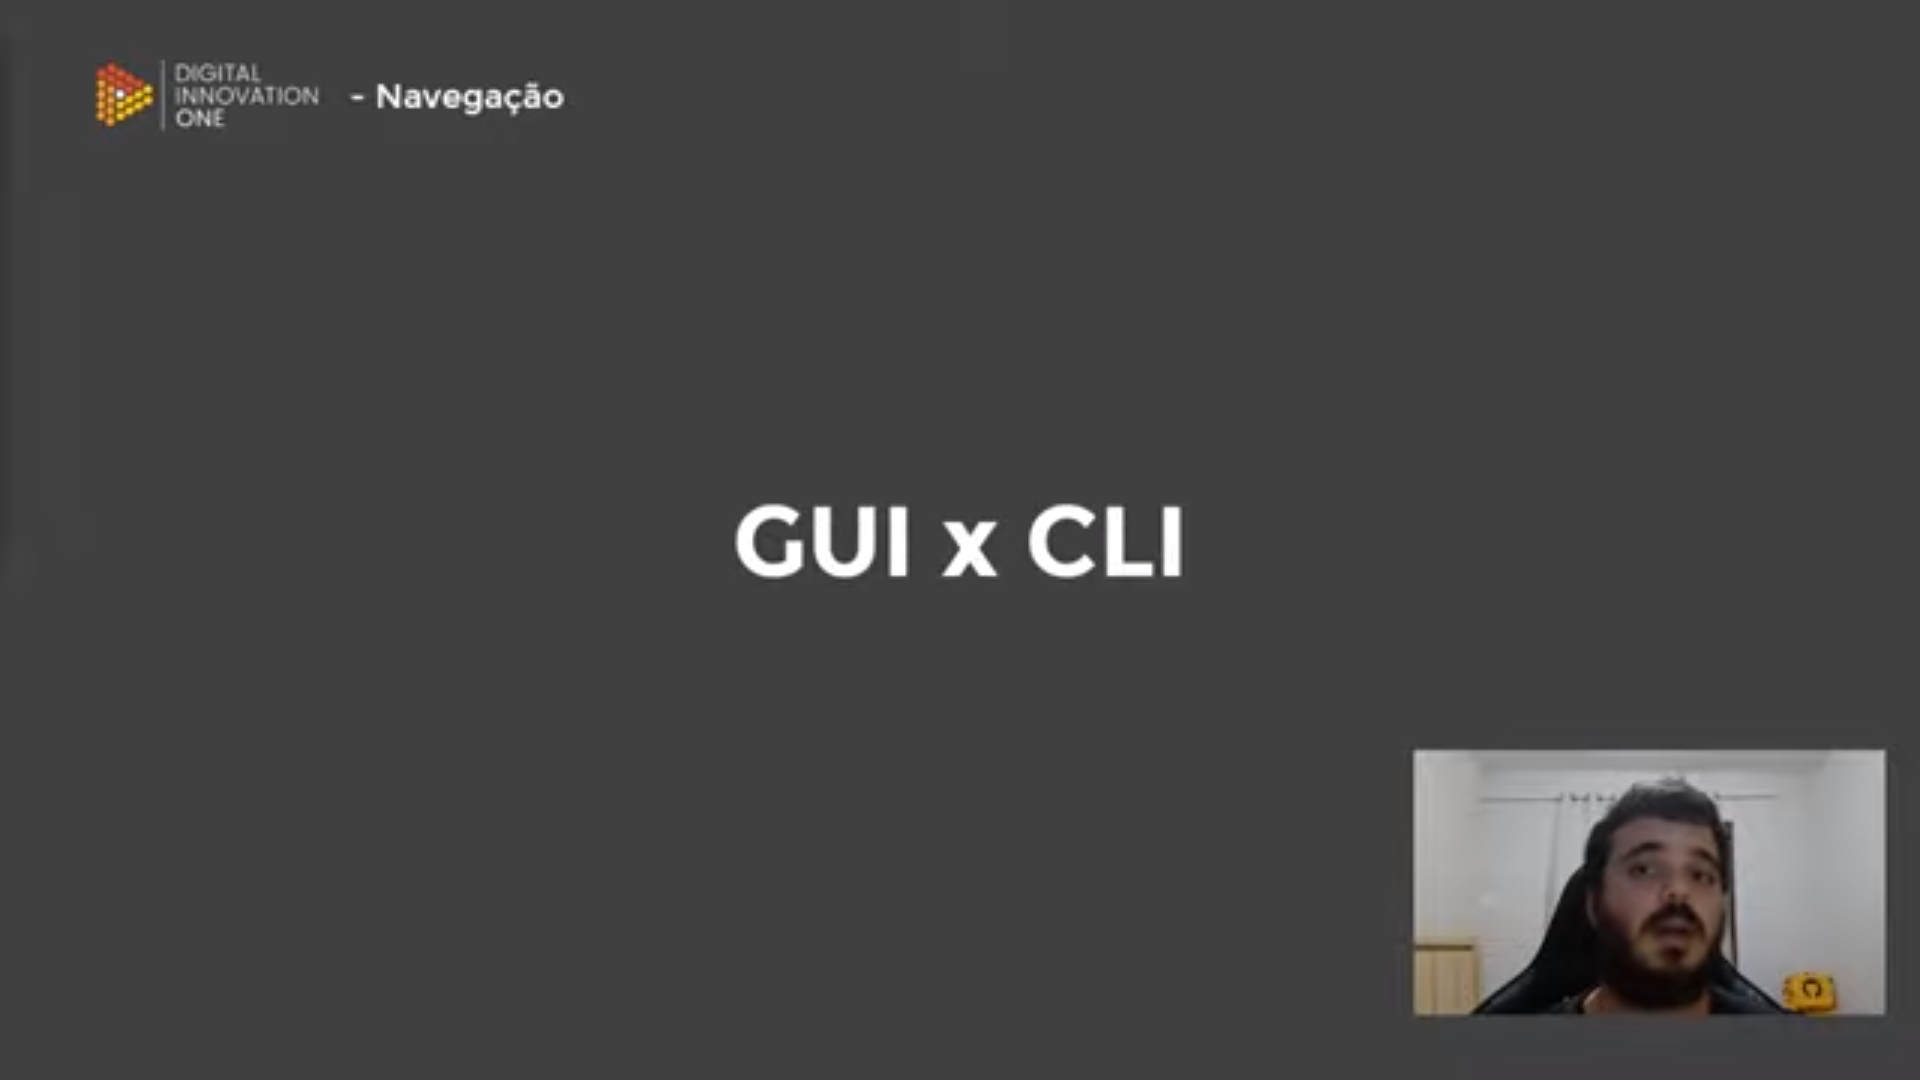 DIGITAL
INNOVATION
ONE
- Navegação
GUI x CLI